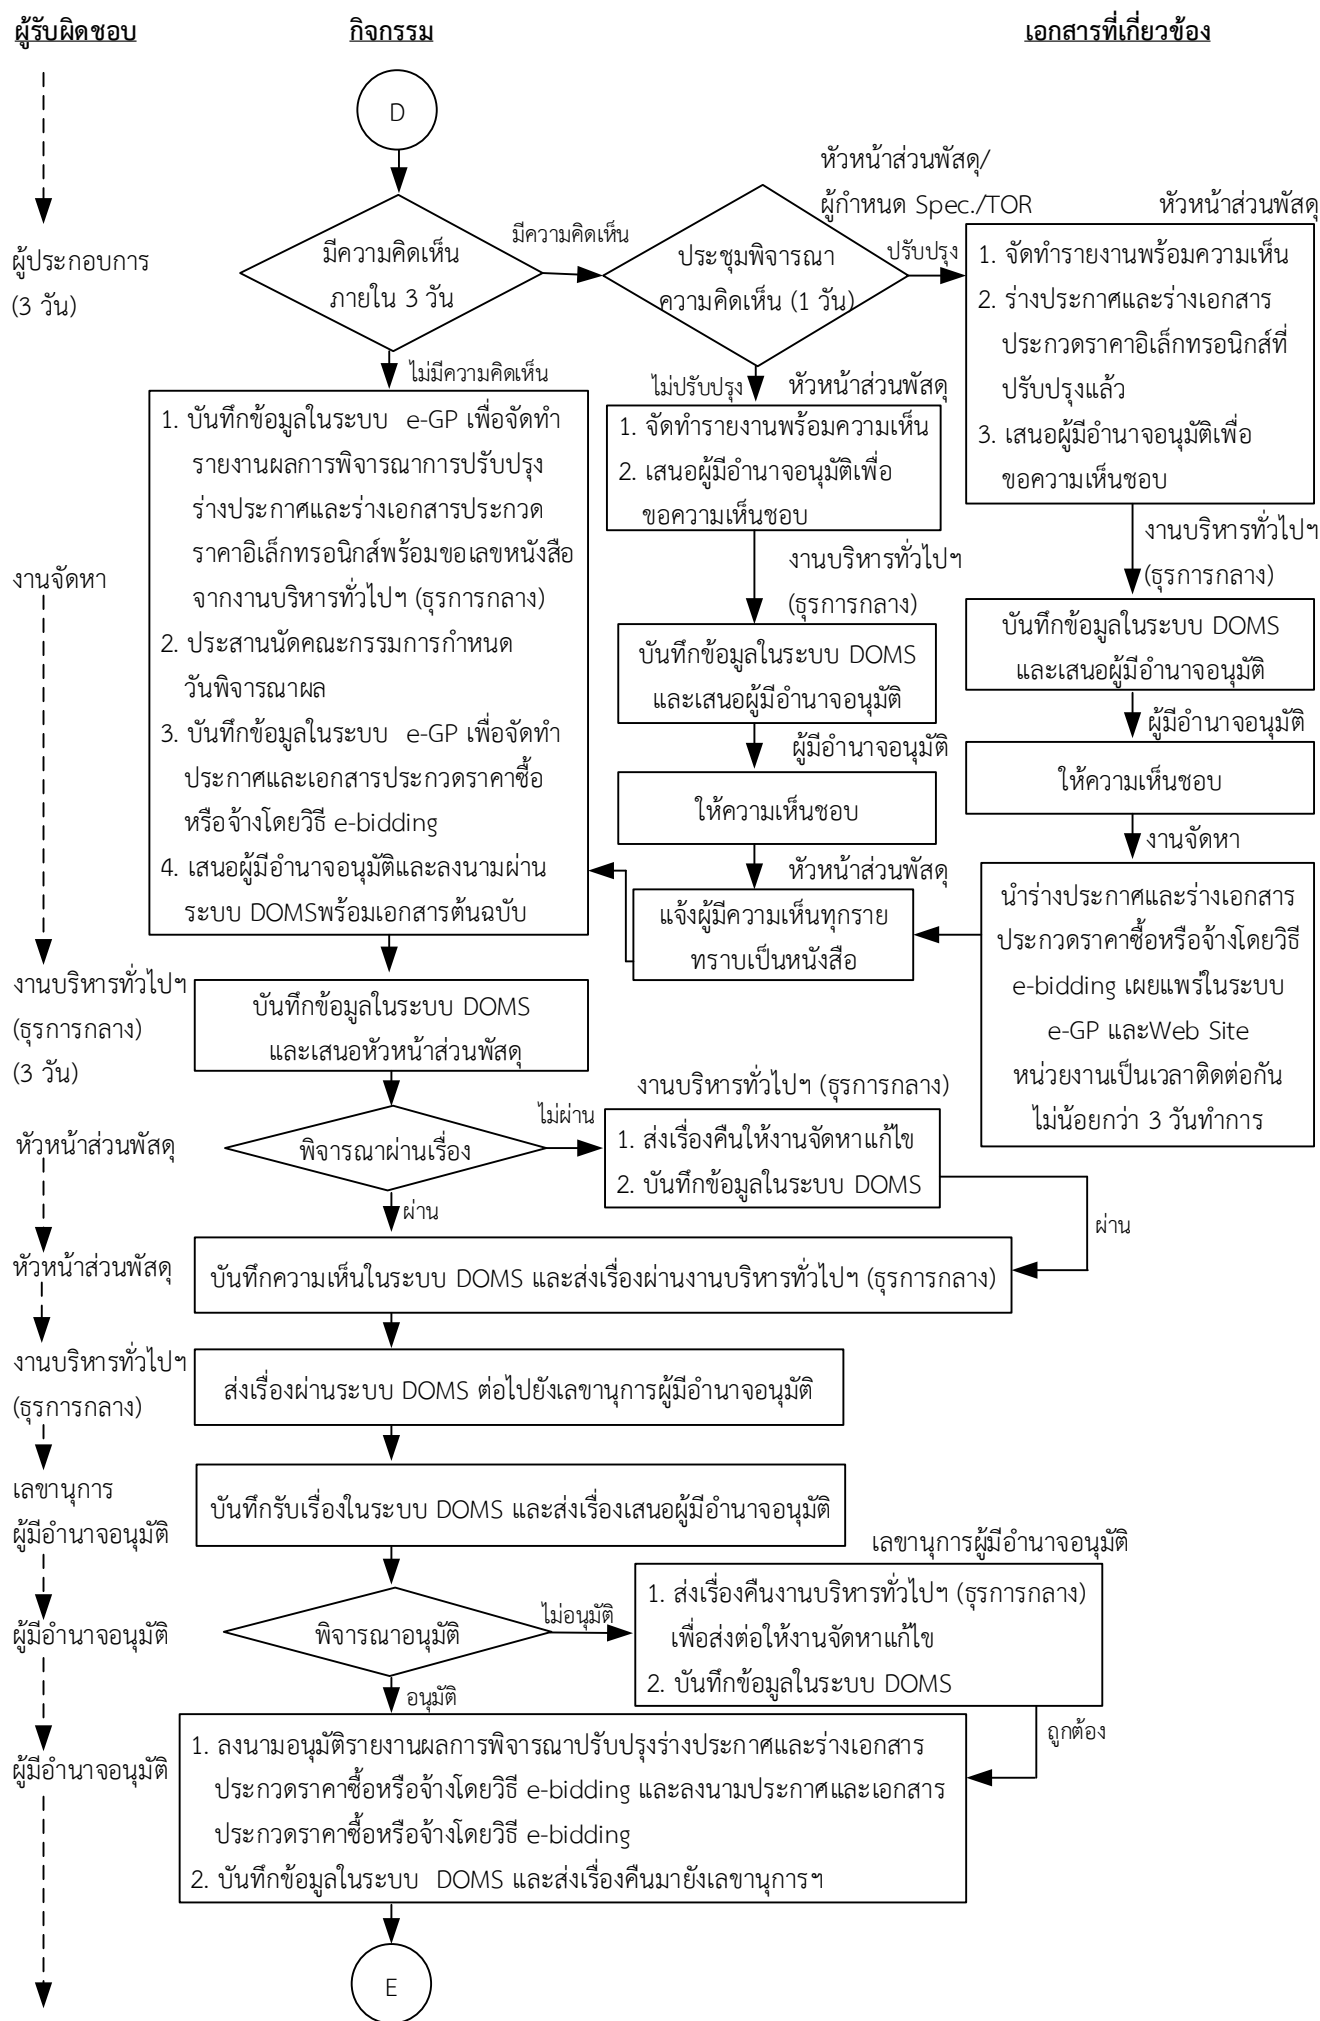 ผู้รับผิดชอบ
กิจกรรม
เอกสารที่เกี่ยวข้อง
D
ผู้ประกอบการ
(3 วัน)
มีความคิดเห็น
ภายใน 3 วัน
มีความคิดเห็น
ไม่มีความคิดเห็น
หัวหน้าส่วนพัสดุ/
ผู้กำหนด Spec./TOR
ประชุมพิจารณา
ความคิดเห็น (1 วัน)
ปรับปรุง
ไม่ปรับปรุง
หัวหน้าส่วนพัสดุ
1. จัดทำรายงานพร้อมความเห็น
2. ร่างประกาศและร่างเอกสาร
ประกวดราคาอิเล็กทรอนิกส์ที่
ปรับปรุงแล้ว
3. เสนอผู้มีอำนาจอนุมัติเพื่อ
ขอความเห็นชอบ
หัวหน้าส่วนพัสดุ
1. จัดทำรายงานพร้อมความเห็น
2. เสนอผู้มีอำนาจอนุมัติเพื่อ
ขอความเห็นชอบ
งานจัดหา
1. บันทึกข้อมูลในระบบ e-GP เพื่อจัดทำ
รายงานผลการพิจารณาการปรับปรุง
ร่างประกาศและร่างเอกสารประกวด
ราคาอิเล็กทรอนิกส์พร้อมขอเลขหนังสือ
จากงานบริหารทั่วไปฯ (ธุรการกลาง)
2. ประสานนัดคณะกรรมการกำหนด
วันพิจารณาผล
3. บันทึกข้อมูลในระบบ e-GP เพื่อจัดทำ
ประกาศและเอกสารประกวดราคาซื้อ
หรือจ้างโดยวิธี e-bidding
4. เสนอผู้มีอำนาจอนุมัติและลงนามผ่าน
ระบบ DOMSพร้อมเอกสารต้นฉบับ
งานบริหารทั่วไปฯ
(ธุรการกลาง)
บันทึกข้อมูลในระบบ DOMS
และเสนอผู้มีอำนาจอนุมัติ
ผู้มีอำนาจอนุมัติ
ให้ความเห็นชอบ
หัวหน้าส่วนพัสดุ
แจ้งผู้มีความเห็นทุกราย
ทราบเป็นหนังสือ
งานบริหารทั่วไปฯ
(ธุรการกลาง)
บันทึกข้อมูลในระบบ DOMS
และเสนอผู้มีอำนาจอนุมัติ
ผู้มีอำนาจอนุมัติ
ให้ความเห็นชอบ
งานจัดหา
นำร่างประกาศและร่างเอกสาร
ประกวดราคาซื้อหรือจ้างโดยวิธี
e-bidding เผยแพร่ในระบบ
e-GP และWeb Site
หน่วยงานเป็นเวลาติดต่อกัน
ไม่น้อยกว่า 3 วันทำการ
งานบริหารทั่วไปฯ
(ธุรการกลาง)
(3 วัน)
บันทึกข้อมูลในระบบ DOMS
และเสนอหัวหน้าส่วนพัสดุ
หัวหน้าส่วนพัสดุ
พิจารณาผ่านเรื่อง
ไม่ผ่าน
ผ่าน
งานบริหารทั่วไปฯ (ธุรการกลาง)
1. ส่งเรื่องคืนให้งานจัดหาแก้ไข
2. บันทึกข้อมูลในระบบ DOMS
ผ่าน
หัวหน้าส่วนพัสดุ
บันทึกความเห็นในระบบ DOMS และส่งเรื่องผ่านงานบริหารทั่วไปฯ (ธุรการกลาง)
งานบริหารทั่วไปฯ
(ธุรการกลาง)
ส่งเรื่องผ่านระบบ DOMS ต่อไปยังเลขานุการผู้มีอำนาจอนุมัติ
เลขานุการ
ผู้มีอำนาจอนุมัติ
บันทึกรับเรื่องในระบบ DOMS และส่งเรื่องเสนอผู้มีอำนาจอนุมัติ
ผู้มีอำนาจอนุมัติ
พิจารณาอนุมัติ
ไม่อนุมัติ
อนุมัติ
เลขานุการผู้มีอำนาจอนุมัติ
1. ส่งเรื่องคืนงานบริหารทั่วไปฯ (ธุรการกลาง)
เพื่อส่งต่อให้งานจัดหาแก้ไข
2. บันทึกข้อมูลในระบบ DOMS
ถูกต้อง
ผู้มีอำนาจอนุมัติ
1. ลงนามอนุมัติรายงานผลการพิจารณาปรับปรุงร่างประกาศและร่างเอกสาร
ประกวดราคาซื้อหรือจ้างโดยวิธี e-bidding และลงนามประกาศและเอกสาร
ประกวดราคาซื้อหรือจ้างโดยวิธี e-bidding
2. บันทึกข้อมูลในระบบ DOMS และส่งเรื่องคืนมายังเลขานุการฯ
E